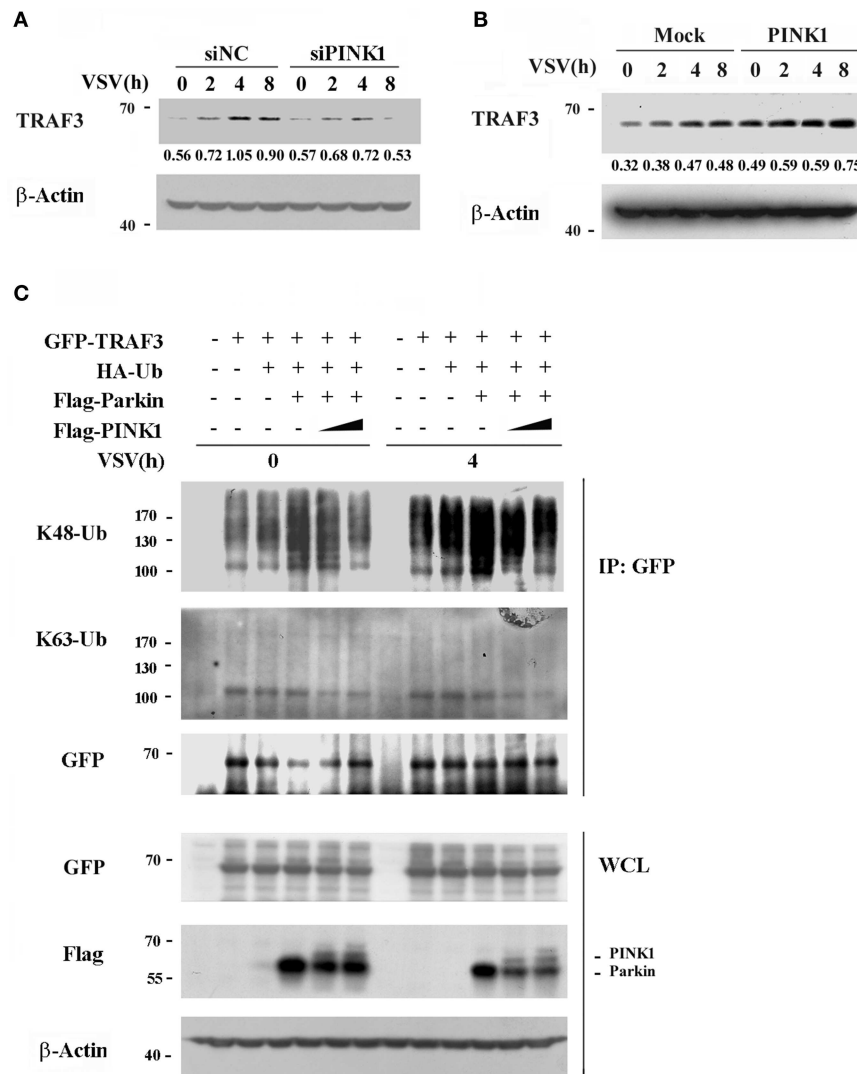 A
siNC siPINK1
VSV(h) 0 2 4 8 0 2 4 8
70 -
TRAF3
0.56 0.72 1.05 0.90 0.57 0.68 0.72 0.53
β-Actin
40 -
B
Mock PINK1
VSV(h) 0 2 4 8 0 2 4 8
70 -
TRAF3
0.32 0.38 0.47 0.48 0.49 0.59 0.59 0.75
β-Actin
40 -
C
GFP-TRAF3 - + + + + + - + + + + +
HA-Ub - - + + + + - - + + + +
Flag-Parkin - - - + + + - - - + + +
Flag-PINK1 - - - - - - - -
VSV(h) 0 4
K48-Ub
170 -
130 -
100 -
IP: GFP
K63-Ub
170 -
130 -
100 -
GFP
70 -
GFP
70 -
WCL
Flag
70 -
55 -
- PINK1
- Parkin
β-Actin
40 -